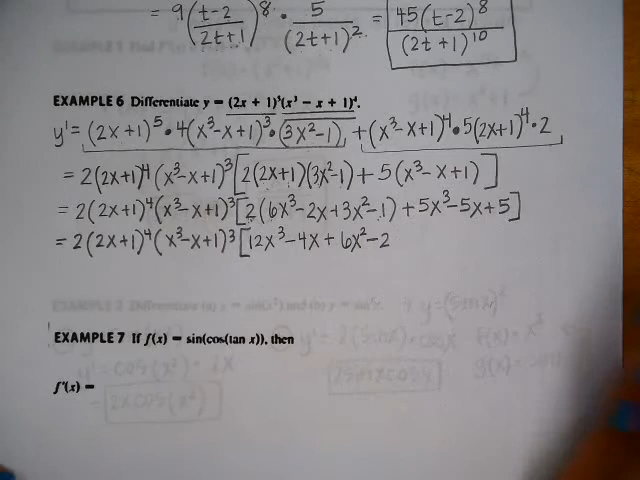 = 9((t-2)/(2t+1))^8 • 5/(2t+1)^2 = 45(t-2)^8/(2t+1)^10
EXAMPLE 6 Differentiate y = (2x + 1)^5(x^3 − x + 1)^4.
y' = (2x+1)^5 • 4(x^3-x+1)^3 • (3x^2-1) + (x^3-x+1)^4 • 5(2x+1)^4 • 2
= 2(2x+1)^4 (x^3-x+1)^3 [2(2x+1)(3x^2-1) + 5(x^3-x+1)]
= 2(2x+1)^4 (x^3-x+1)^3 [2(6x^3-2x+3x^2-1) + 5x^3-5x+5]
= 2(2x+1)^4 (x^3-x+1)^3 [12x^3-4x+6x^2-2
EXAMPLE 7 If f(x) = sin(cos(tan x)), then
f'(x) =